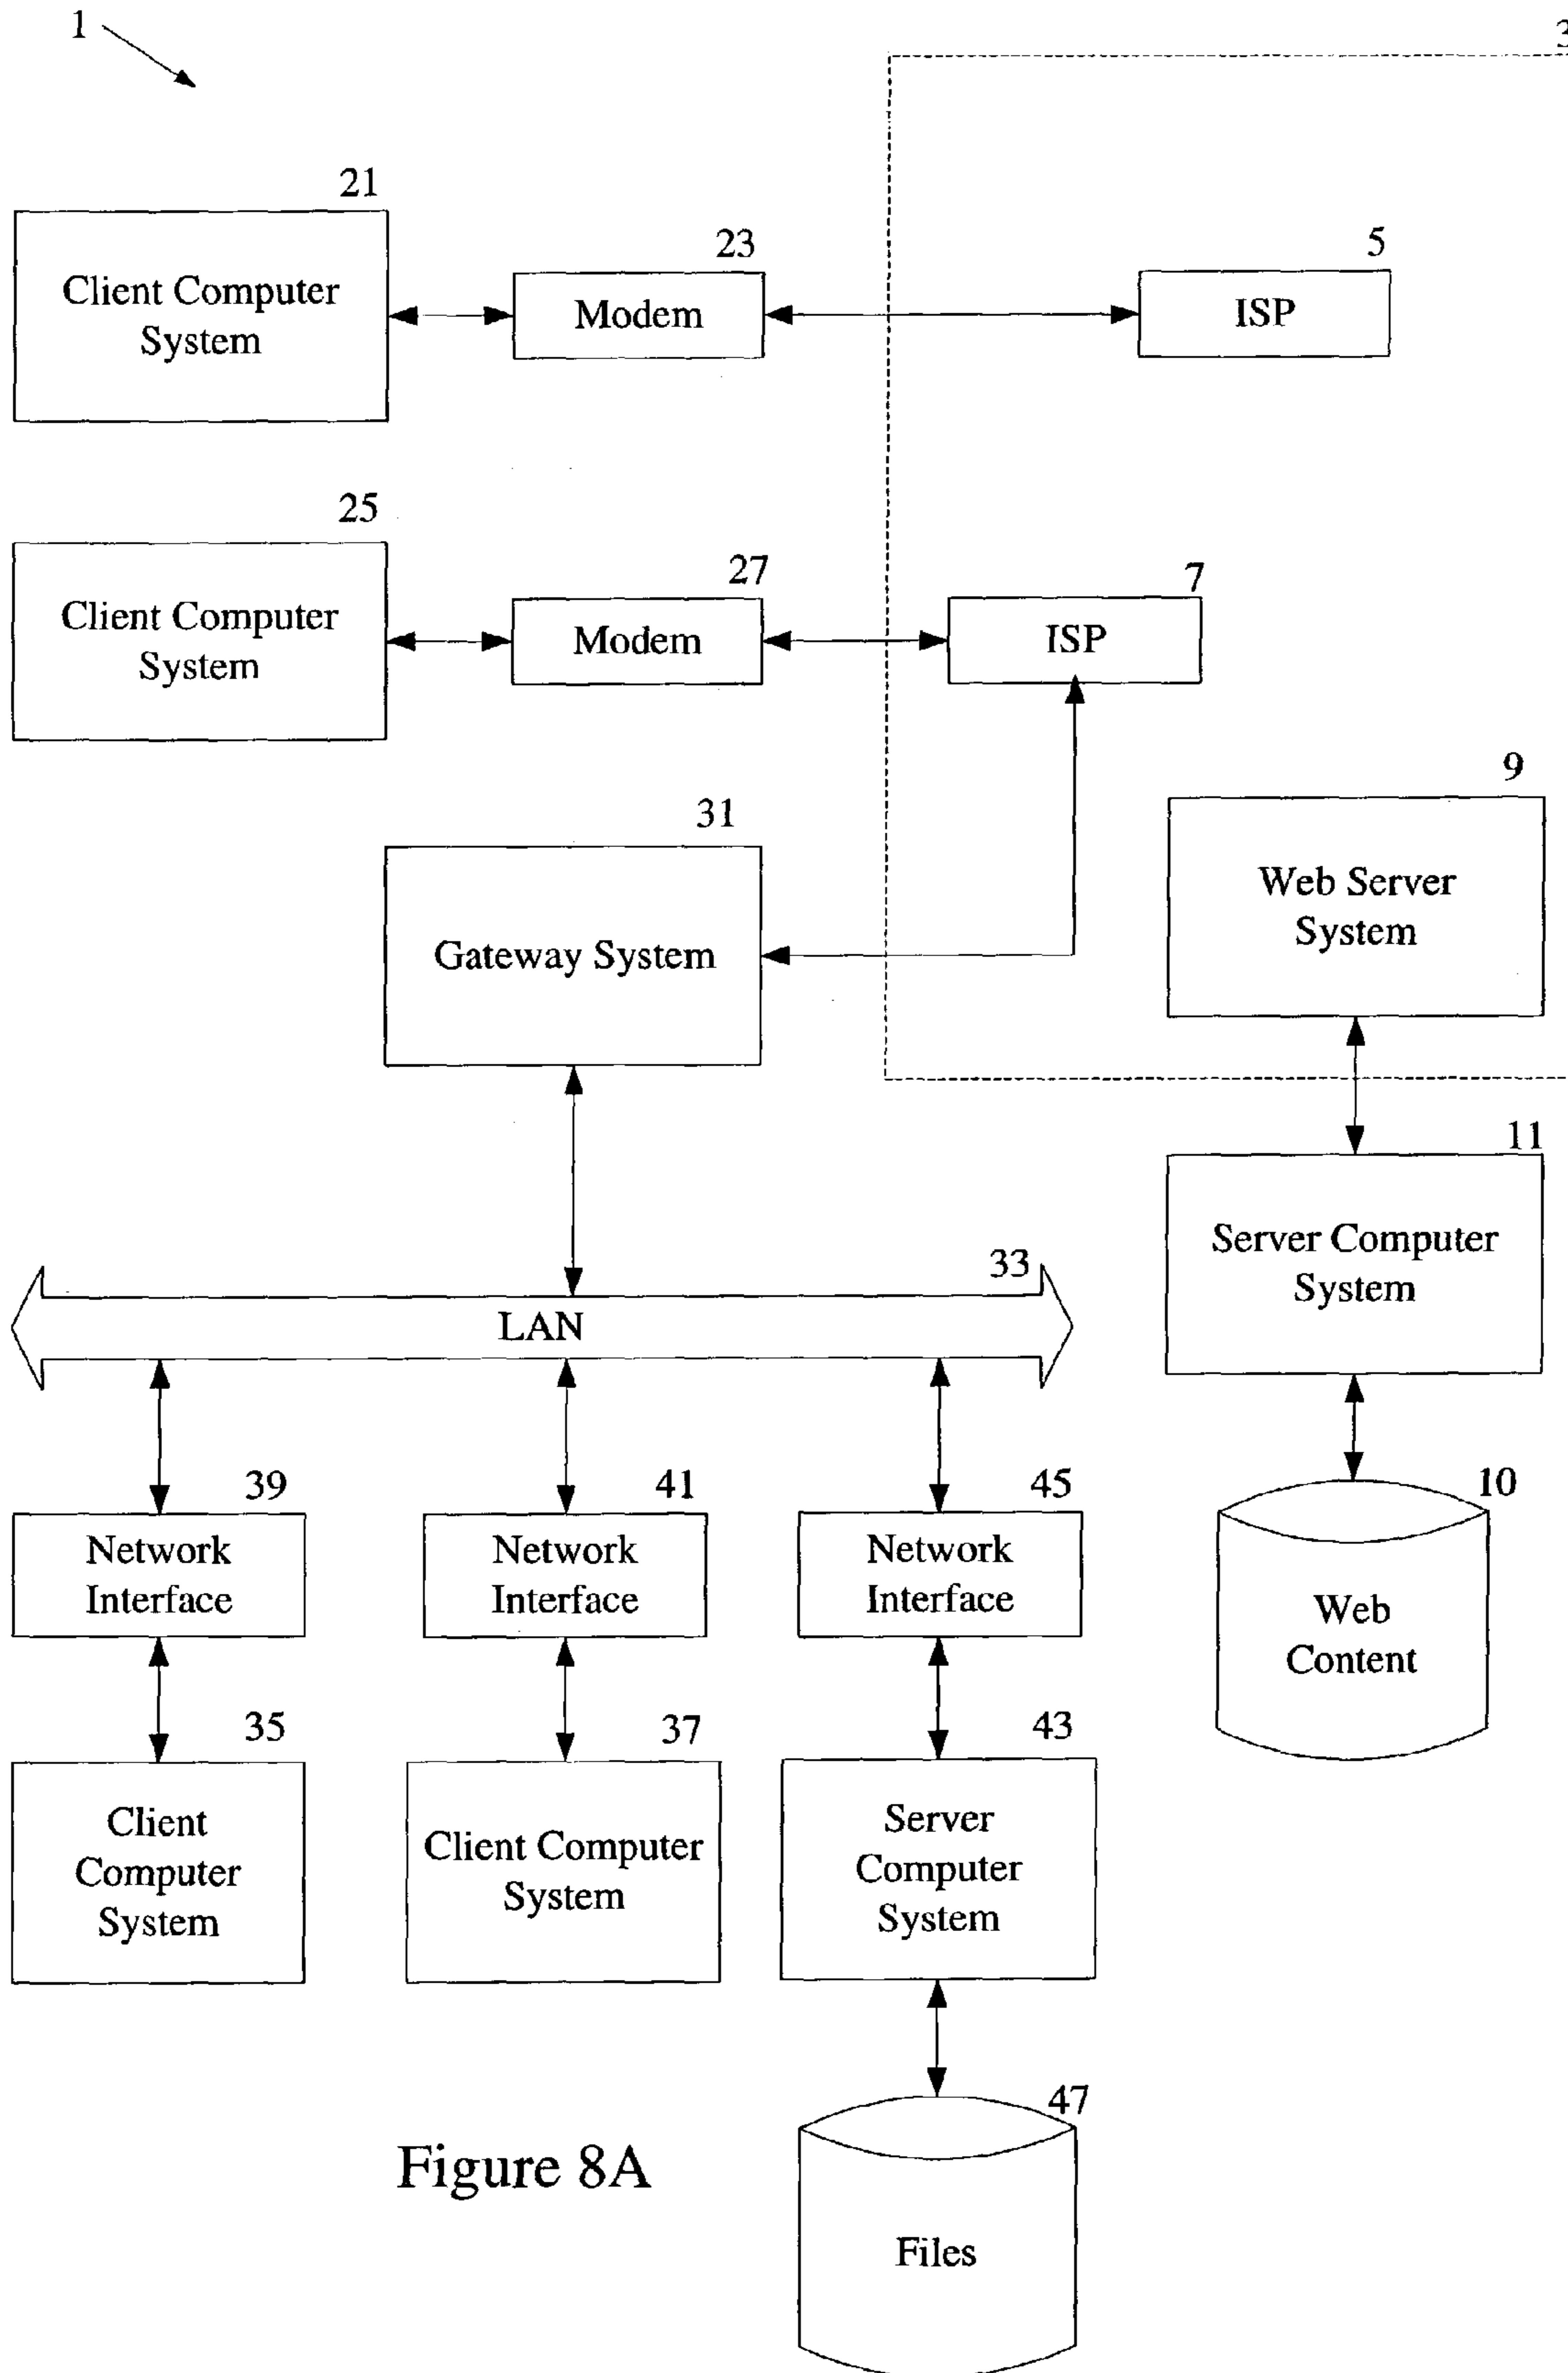 1
3
21
Client Computer
System
23
Modem
5
ISP
25
Client Computer
System
27
Modem
7
ISP
9
Web Server
System
31
Gateway System
11
Server Computer
System
33
LAN
10
Web
Content
39
Network
Interface
41
Network
Interface
45
Network
Interface
35
Client
Computer
System
37
Client Computer
System
43
Server
Computer
System
47
Files
Figure 8A